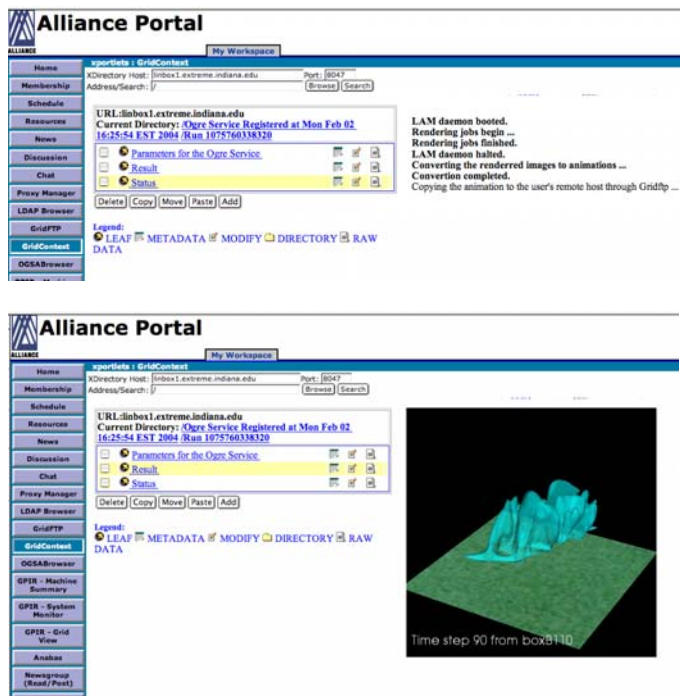 Alliance Portal
ALLIANCE
My Workspace
Home
Membership
Schedule
Resources
News
Discussion
Chat
Proxy Manager
LDAP Browser
GridFTP
GridContext
OGSABrowser
xportlets : GridContext
XDirectory Host: linbox1.extreme.indiana.edu Port: 8047
Address/Search: / Browse Search
URL:linbox1.extreme.indiana.edu
Current Directory: /Ogre Service Registered at Mon Feb 02
16:25:54 EST 2004 /Run 1075760338320
Parameters for the Ogre Service
Result
Status
Delete Copy Move Paste Add
Legend:
LEAF METADATA MODIFY DIRECTORY RAW
DATA
LAM daemon booted.
Rendering jobs begin ...
Rendering jobs finished.
LAM daemon halted.
Converting the renderred images to animations ...
Convertion completed.
Copying the animation to the user's remote host through Gridftp ...
Alliance Portal
ALLIANCE
My Workspace
Home
Membership
Schedule
Resources
News
Discussion
Chat
Proxy Manager
LDAP Browser
GridFTP
GridContext
OGSABrowser
GPIR - Machine
Summary
GPIR - System
Monitor
GPIR - Grid
View
Anabas
Newsgroup
(Read/Post)
xportlets : GridContext
XDirectory Host: linbox1.extreme.indiana.edu Port: 8047
Address/Search: / Browse Search
URL:linbox1.extreme.indiana.edu
Current Directory: /Ogre Service Registered at Mon Feb 02
16:25:54 EST 2004 /Run 1075760338320
Parameters for the Ogre Service
Result
Status
Delete Copy Move Paste Add
Legend:
LEAF METADATA MODIFY DIRECTORY RAW
DATA
Time step 90 from boxB110